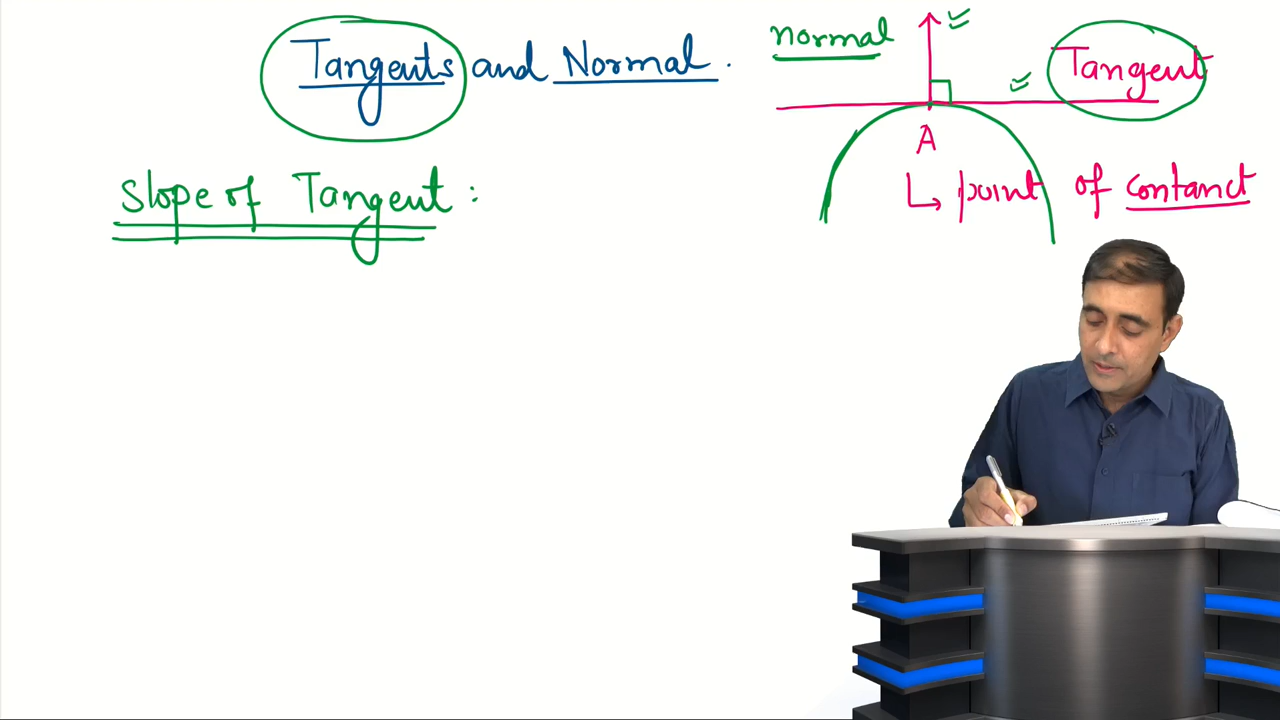 Tangents and Normal.
normal
Tangent
A
↳ point of contanct
Slope of Tangent: